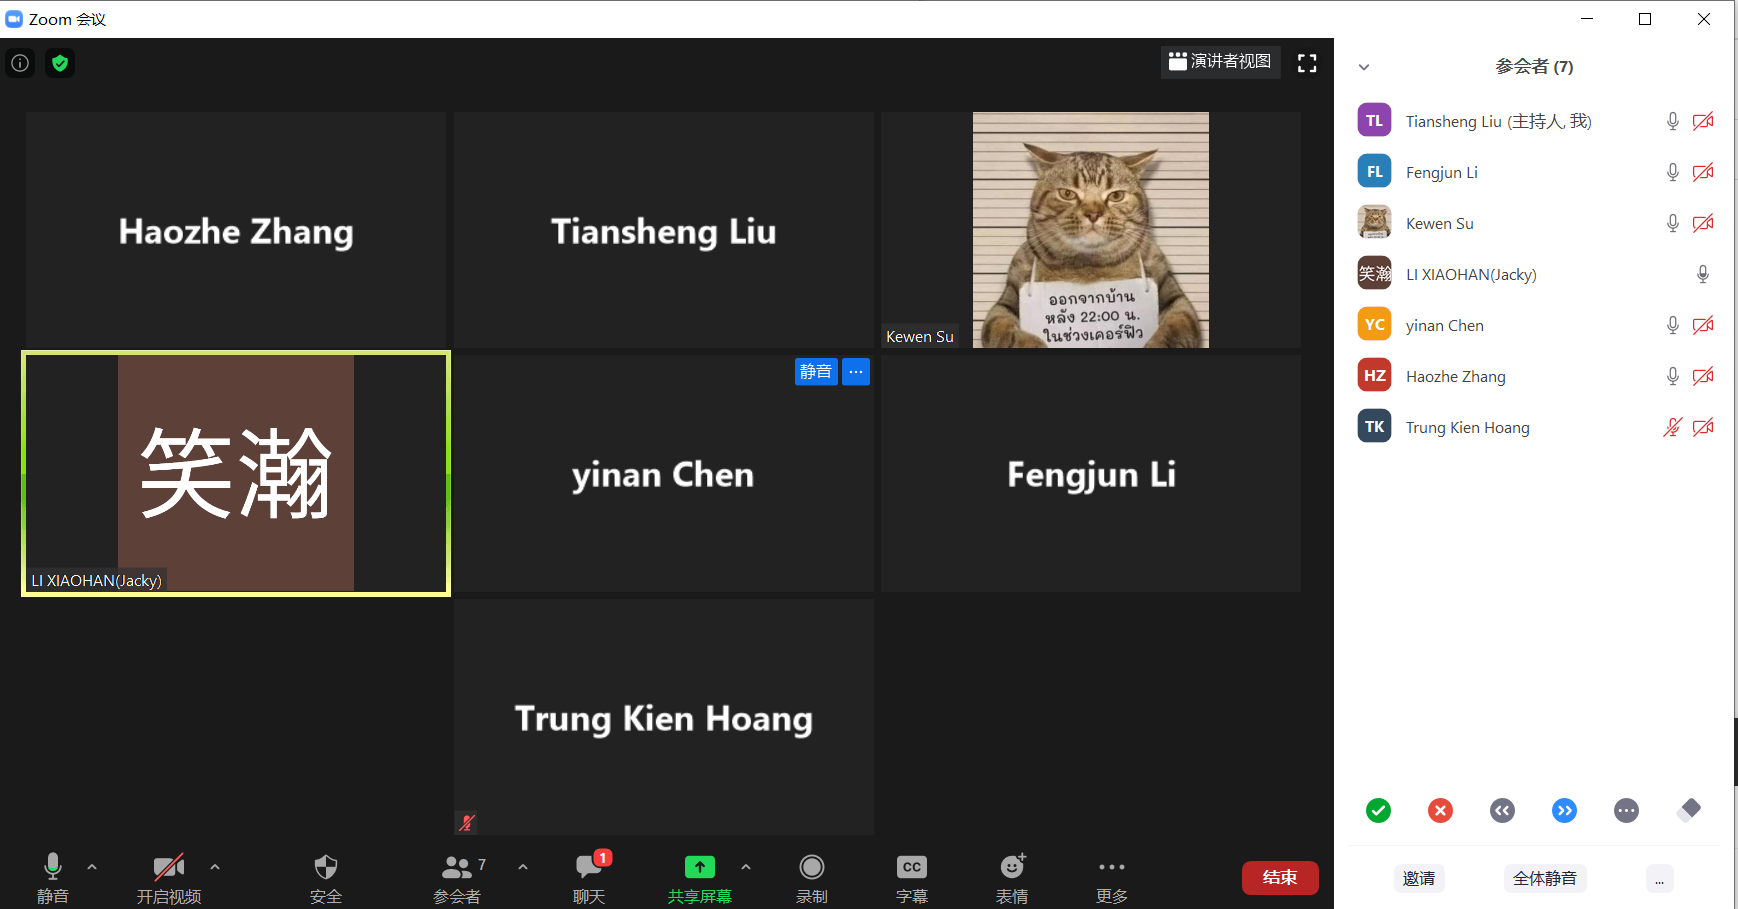 Zoom 会议
演讲者视图
Haozhe Zhang
Tiansheng Liu
ออกจากบ้าน
หลัง 22:00 น.
ในช่วงเคอร์ฟิว
Kewen Su
笑瀚
LI XIAOHAN(Jacky)
静音 ...
yinan Chen
Fengjun Li
Trung Kien Hoang
静音
开启视频
安全
7
参会者
1
聊天
共享屏幕
录制
CC
字幕
表情
更多
结束
参会者 (7)
TL Tiansheng Liu (主持人, 我)
FL Fengjun Li
Kewen Su
笑瀚 LI XIAOHAN(Jacky)
YC yinan Chen
HZ Haozhe Zhang
TK Trung Kien Hoang
邀请 全体静音 ...